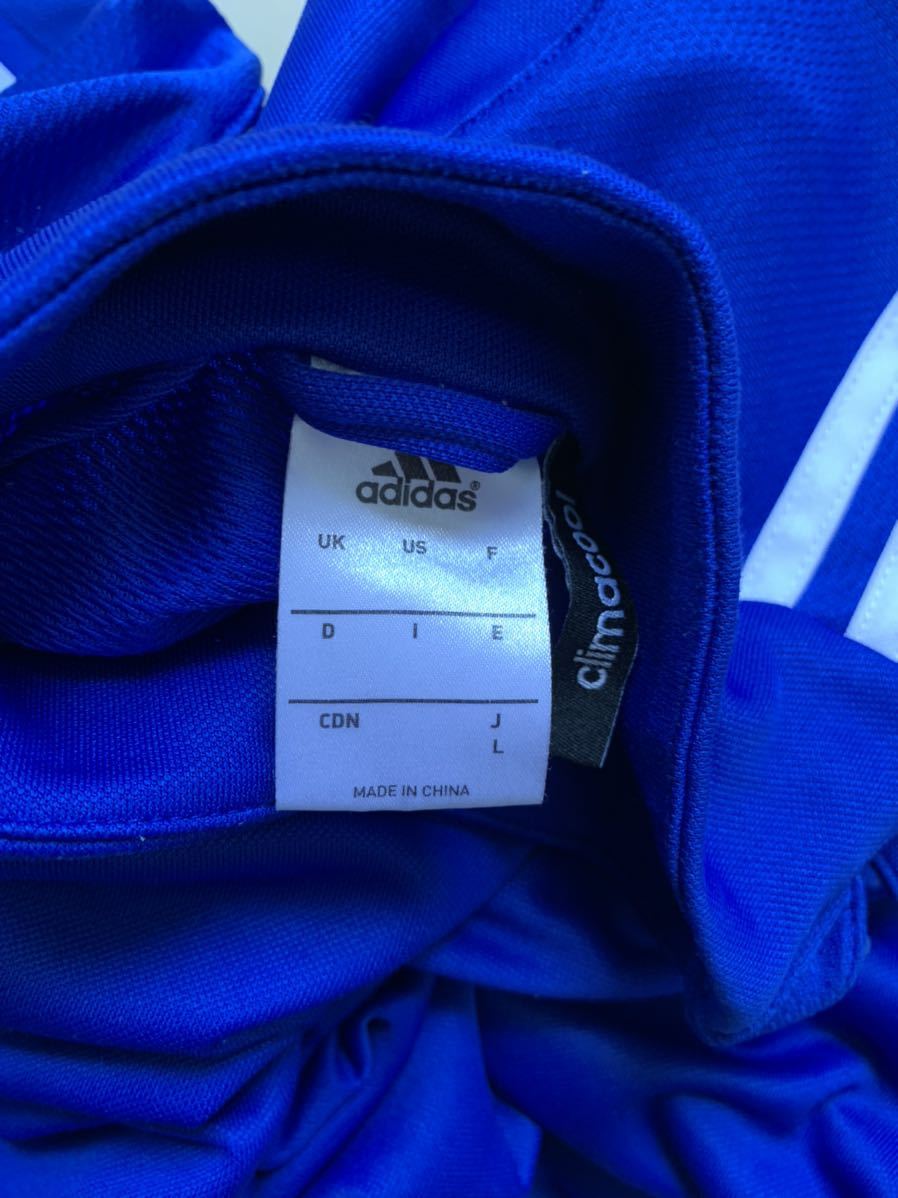 adidas®
UK US F
D I E
CDN J
L
MADE IN CHINA
climacool